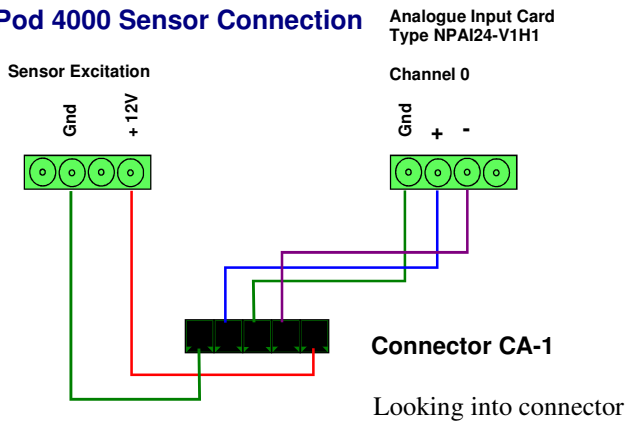 Pod 4000 Sensor Connection
Analogue Input Card
Type NPAI24-V1H1
Sensor Excitation
Channel 0
Gnd
+ 12V
Gnd
+
-
Connector CA-1
Looking into connector